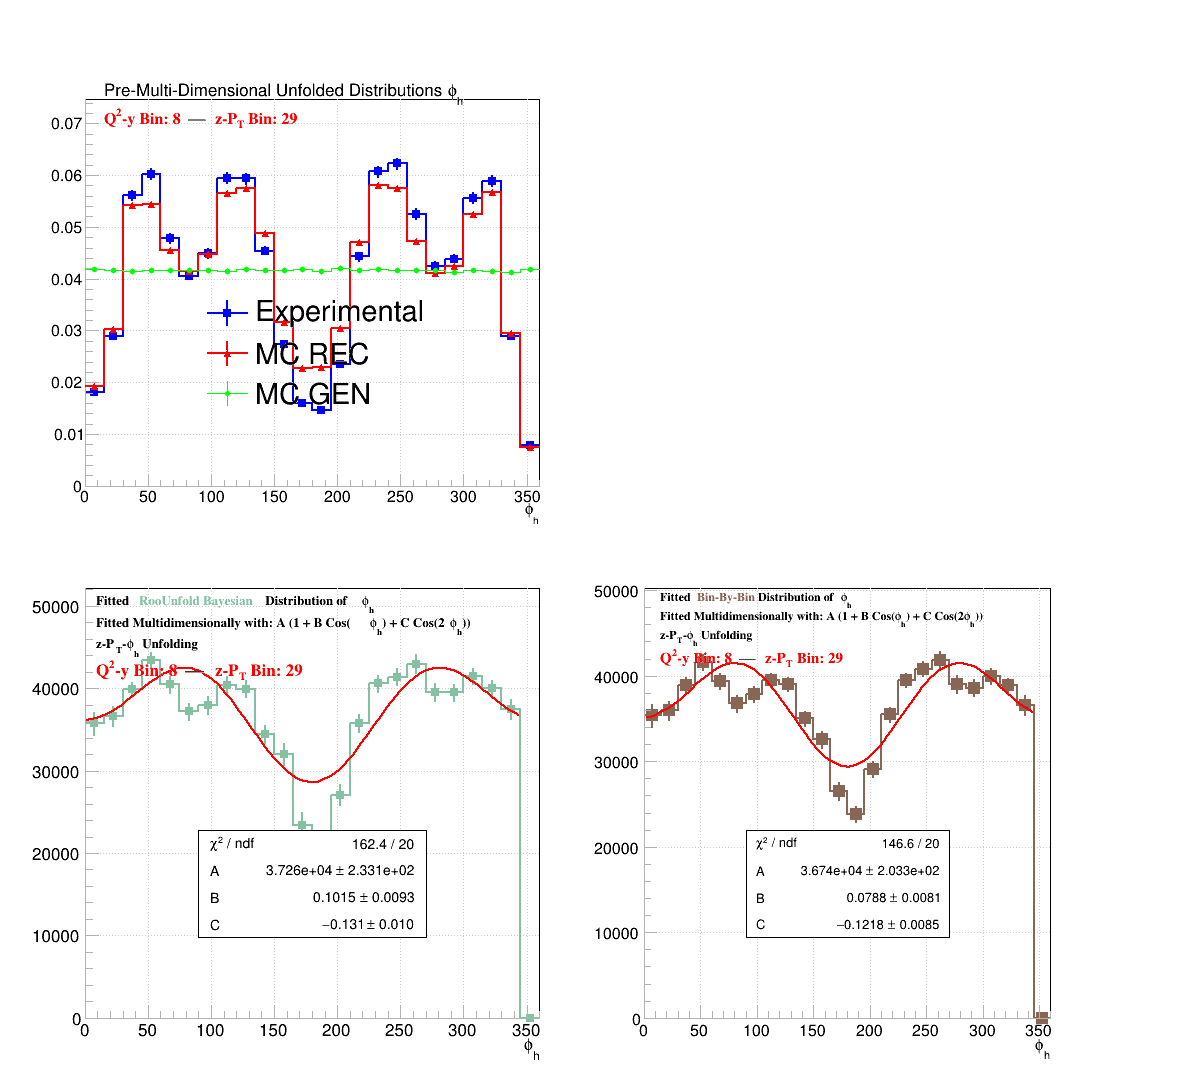 Pre-Multi-Dimensional Unfolded Distributions ϕh
Q²-y Bin: 8 — z-PT Bin: 29
0.07
0.06
0.05
0.04
0.03
0.02
0.01
0
Experimental
MC REC
MC GEN
0 50 100 150 200 250 300 350
ϕh
Fitted RooUnfold Bayesian Distribution of ϕh
Fitted Multidimensionally with: A (1 + B Cos( ϕh) + C Cos(2 ϕh))
z-PT-ϕh Unfolding
Q²-y Bin: 8 — z-PT Bin: 29
50000
40000
30000
20000
10000
0
χ² / ndf 162.4 / 20
A 3.726e+04 ± 2.331e+02
B 0.1015 ± 0.0093
C −0.131 ± 0.010
0 50 100 150 200 250 300 350
ϕh
Fitted Bin-By-Bin Distribution of ϕh
Fitted Multidimensionally with: A (1 + B Cos(ϕh) + C Cos(2ϕh))
z-PT-ϕh Unfolding
Q²-y Bin: 8 — z-PT Bin: 29
50000
40000
30000
20000
10000
0
χ² / ndf 146.6 / 20
A 3.674e+04 ± 2.033e+02
B 0.0788 ± 0.0081
C −0.1218 ± 0.0085
0 50 100 150 200 250 300 350
ϕh